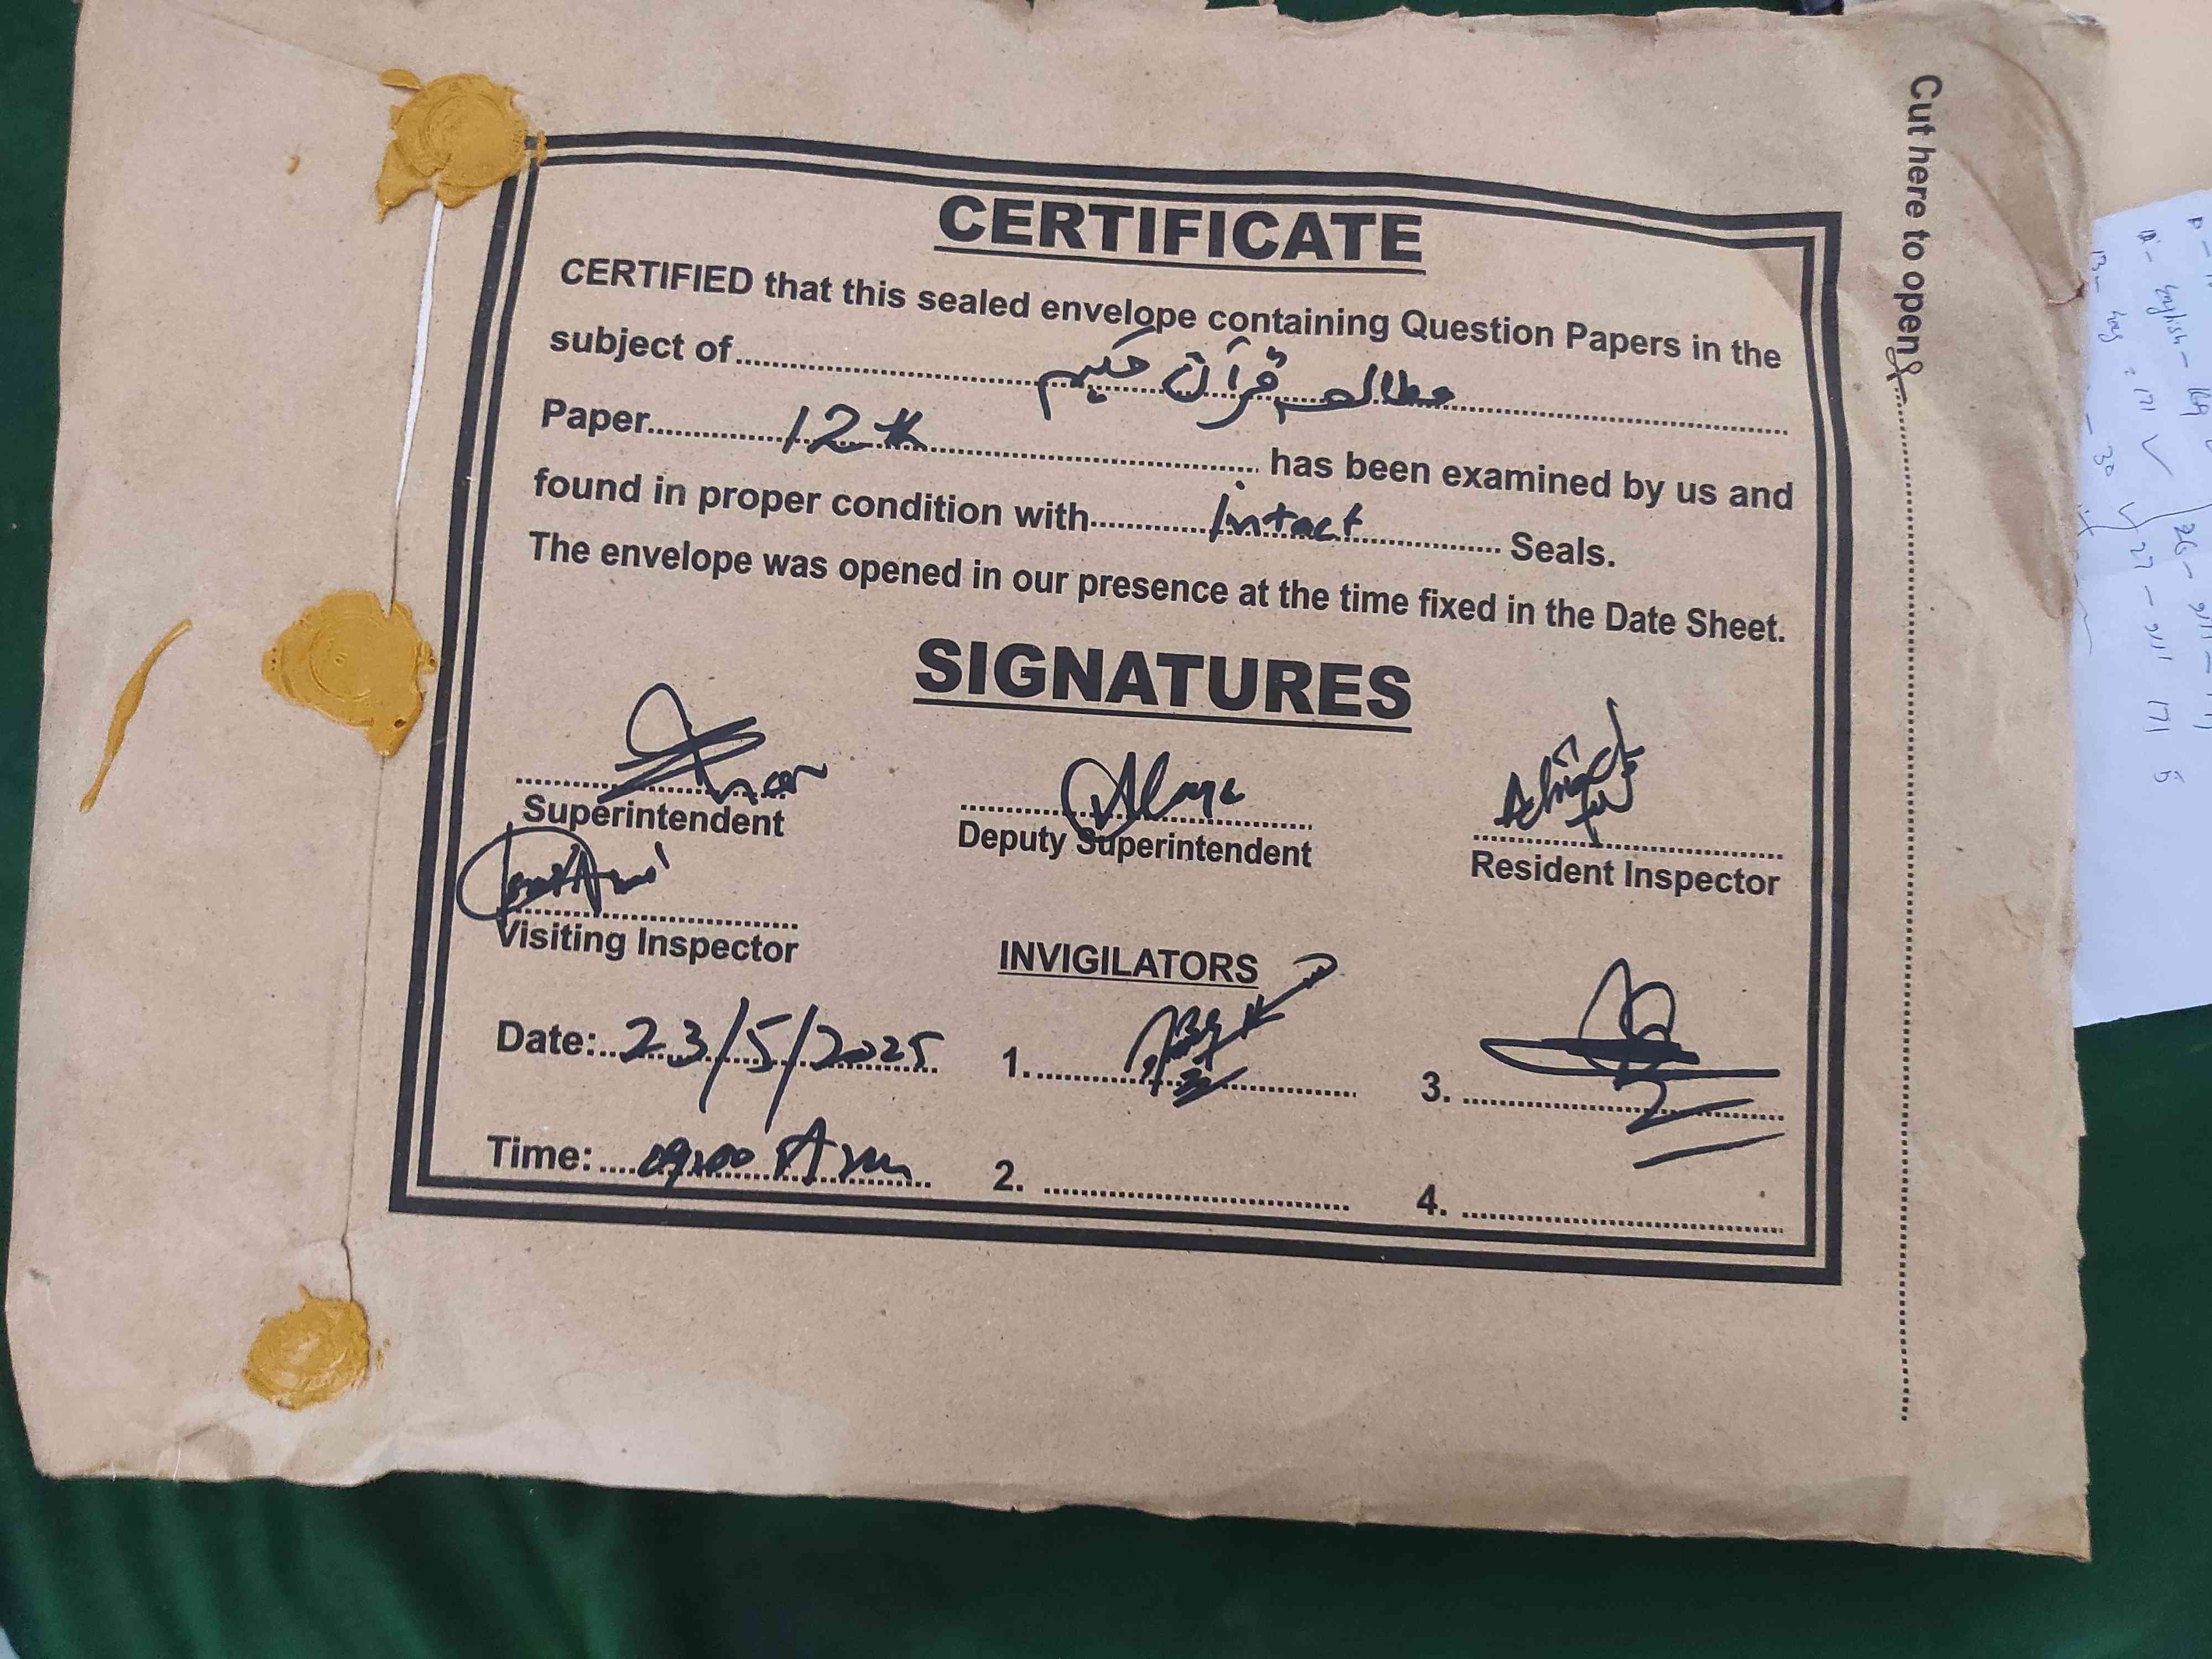 Cut here to open
CERTIFICATE
CERTIFIED that this sealed envelope containing Question Papers in the
subject of.......... مطالعہ قرآن حکیم ..........
Paper.......... 12th .......... has been examined by us and
found in proper condition with.......... Intact .......... Seals.
The envelope was opened in our presence at the time fixed in the Date Sheet.
SIGNATURES
Superintendent
Deputy Superintendent
Resident Inspector
Visiting Inspector
INVIGILATORS
Date: 23/5/2025
1.
3.
Time: 09:00 Am
2.
4.